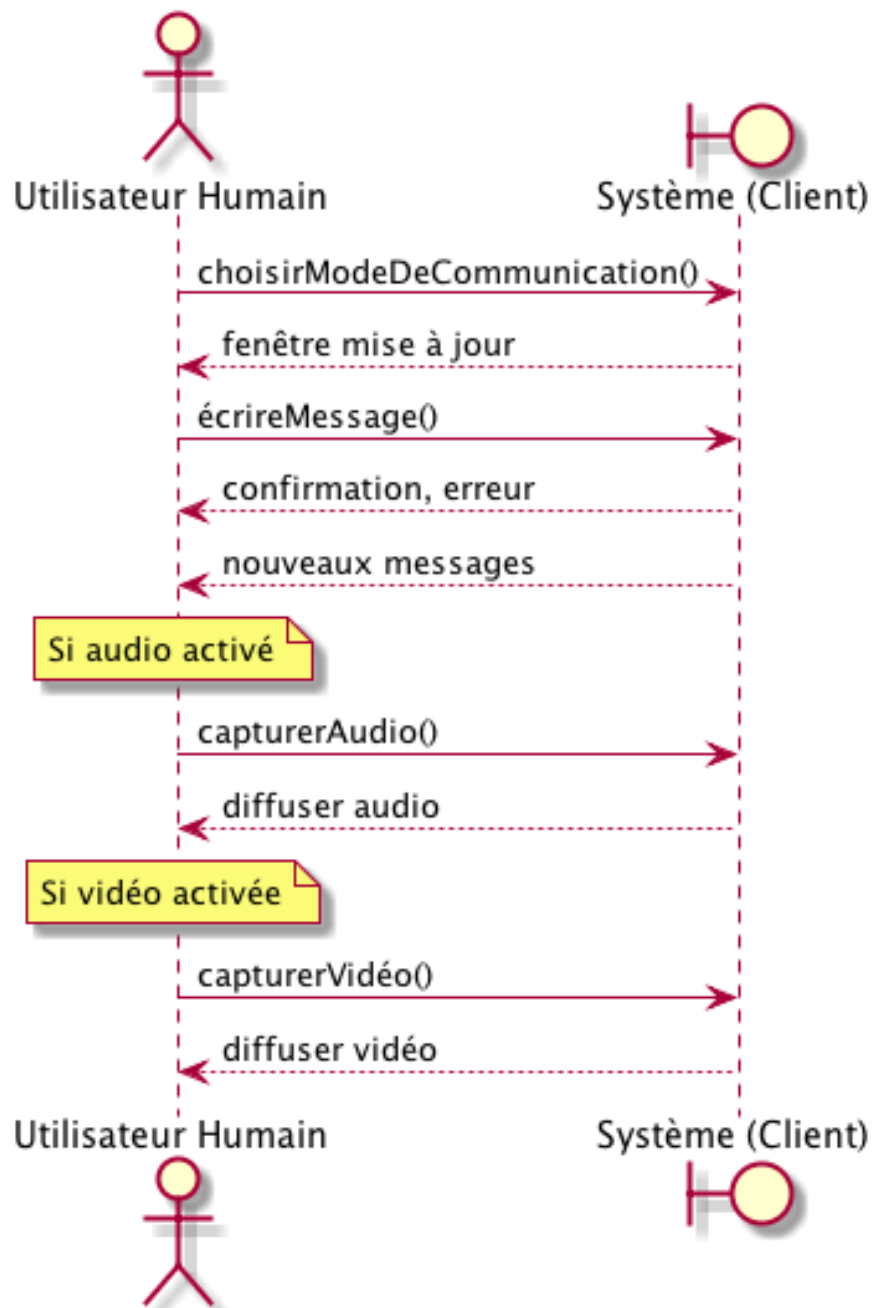 Utilisateur Humain
Système (Client)
choisirModeDeCommunication()
fenêtre mise à jour
écrireMessage()
confirmation, erreur
nouveaux messages
Si audio activé
capturerAudio()
diffuser audio
Si vidéo activée
capturerVidéo()
diffuser vidéo
Utilisateur Humain
Système (Client)